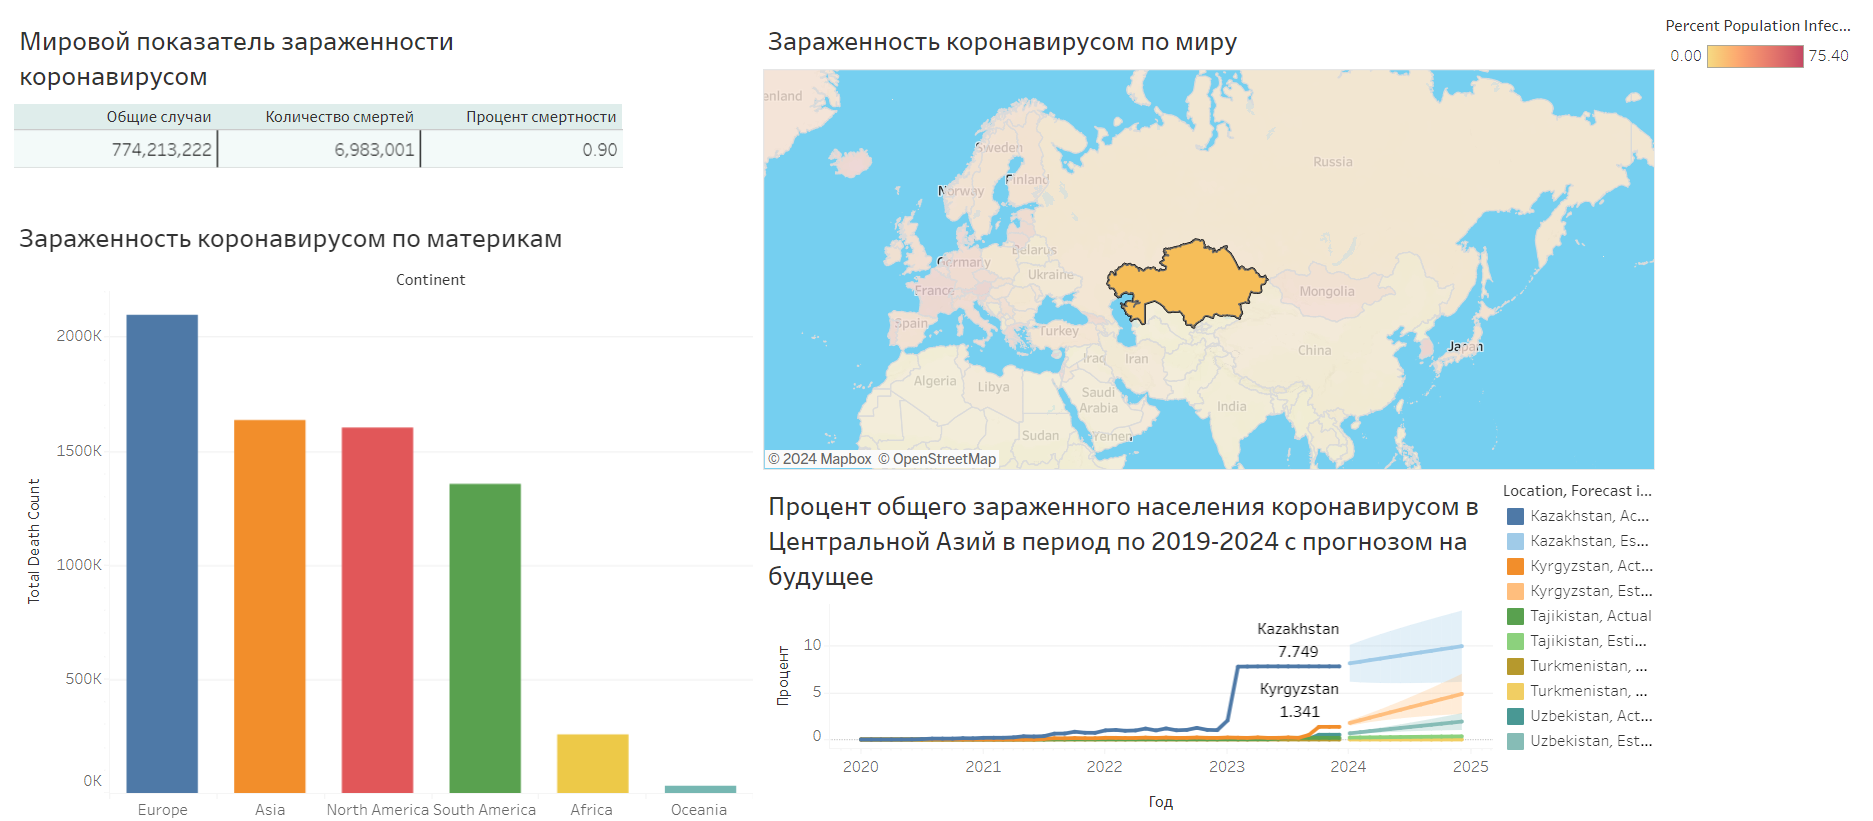 Мировой показатель зараженности
коронавирусом
Общие случаи Количество смертей Процент смертности
774,213,222 6,983,001 0.90
Зараженность коронавирусом по материкам
Continent
Total Death Count
2000K
1500K
1000K
500K
0K
Europe Asia North America South America Africa Oceania
Зараженность коронавирусом по миру
enland
Sweden
Finland
Norway
Russia
Belarus
Germany
Ukraine
France
Mongolia
Spain
Turkey
Japan
China
Iraq
Iran
Algeria
Libya
Saudi
Arabia
India
Sudan
Yemen
© 2024 Mapbox © OpenStreetMap
Percent Population Infec...
0.00 75.40
Процент общего зараженного населения коронавирусом в
Центральной Азий в период по 2019-2024 с прогнозом на
будущее
Процент
10
5
0
Kazakhstan
7.749
Kyrgyzstan
1.341
2020 2021 2022 2023 2024 2025
Год
Location, Forecast i...
Kazakhstan, Ac...
Kazakhstan, Es...
Kyrgyzstan, Act...
Kyrgyzstan, Est...
Tajikistan, Actual
Tajikistan, Esti...
Turkmenistan, ...
Turkmenistan, ...
Uzbekistan, Act...
Uzbekistan, Est...